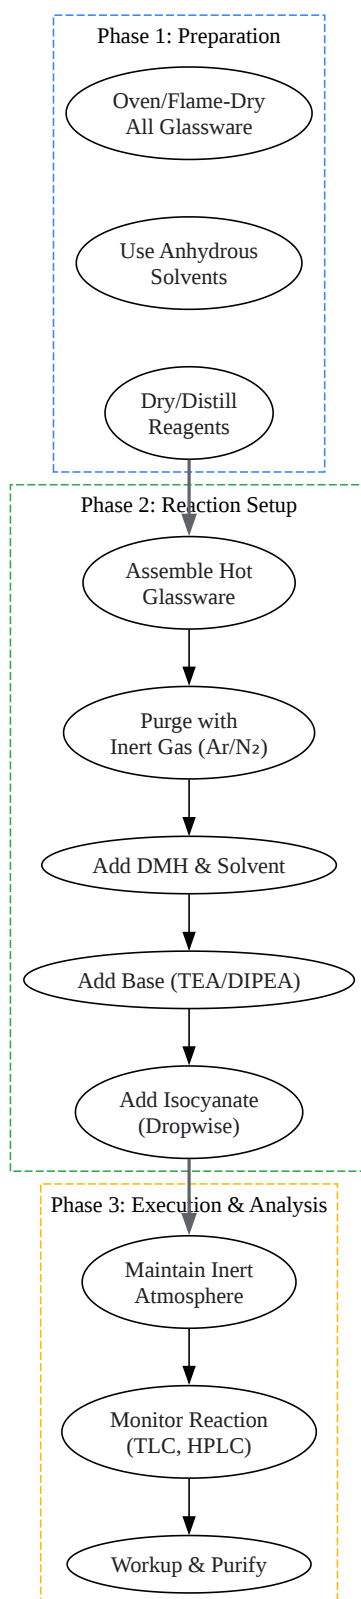 Phase 1: Preparation
Oven/Flame-Dry
All Glassware
Use Anhydrous
Solvents
Dry/Distill
Reagents
Phase 2: Reaction Setup
Assemble Hot
Glassware
Purge with
Inert Gas (Ar/N₂)
Add DMH & Solvent
Add Base (TEA/DIPEA)
Add Isocyanate
(Dropwise)
Phase 3: Execution & Analysis
Maintain Inert
Atmosphere
Monitor Reaction
(TLC, HPLC)
Workup & Purify